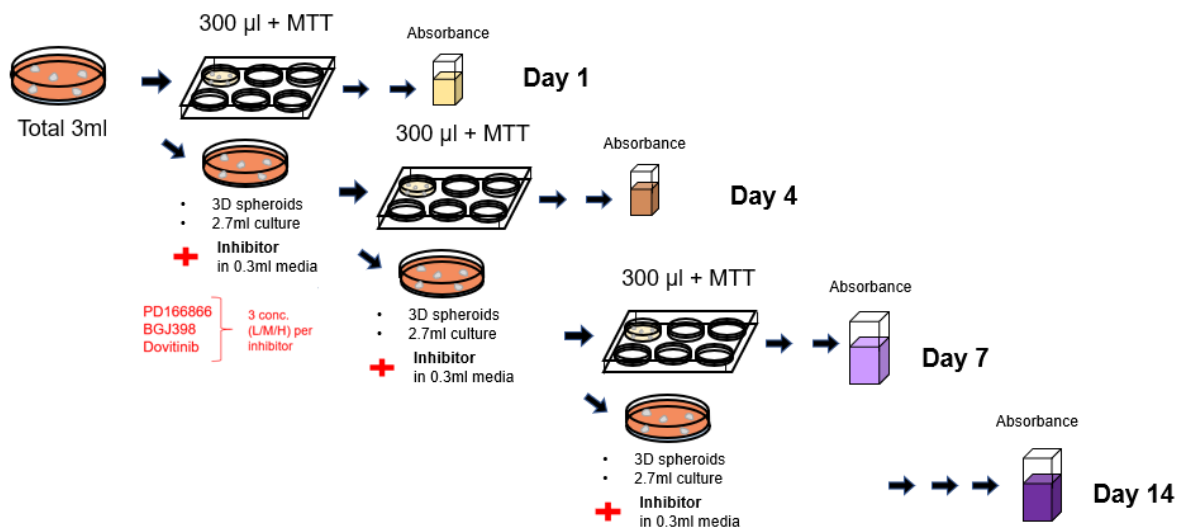 300 µl + MTT
Absorbance
Day 1
Total 3ml
300 µl + MTT
Absorbance
Day 4
• 3D spheroids
• 2.7ml culture
Inhibitor
in 0.3ml media
PD166866
BGJ398
Dovitinib
3 conc.
(L/M/H) per
inhibitor
300 µl + MTT
Absorbance
Day 7
• 3D spheroids
• 2.7ml culture
Inhibitor
in 0.3ml media
Absorbance
Day 14
• 3D spheroids
• 2.7ml culture
Inhibitor
in 0.3ml media